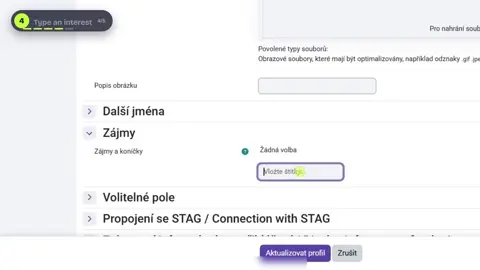 4 Type an interest 4/5
Pro nahrání soub
Povolené typy souborů:
Obrazové soubory, které mají být optimalizovány, například odznaky .gif .jpe
Popis obrázku
Další jména
Zájmy
Zájmy a koníčky
Žádná volba
Vložte štítky...
Volitelné pole
Propojení se STAG / Connection with STAG
Aktualizovat profil Zrušit